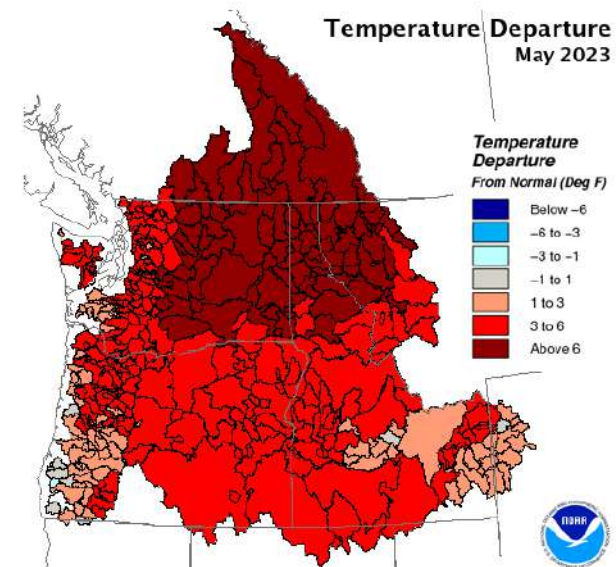 Temperature Departure
May 2023
Temperature
Departure
From Normal (Deg F)
Below -6
-6 to -3
-3 to -1
-1 to 1
1 to 3
3 to 6
Above 6
NOAA